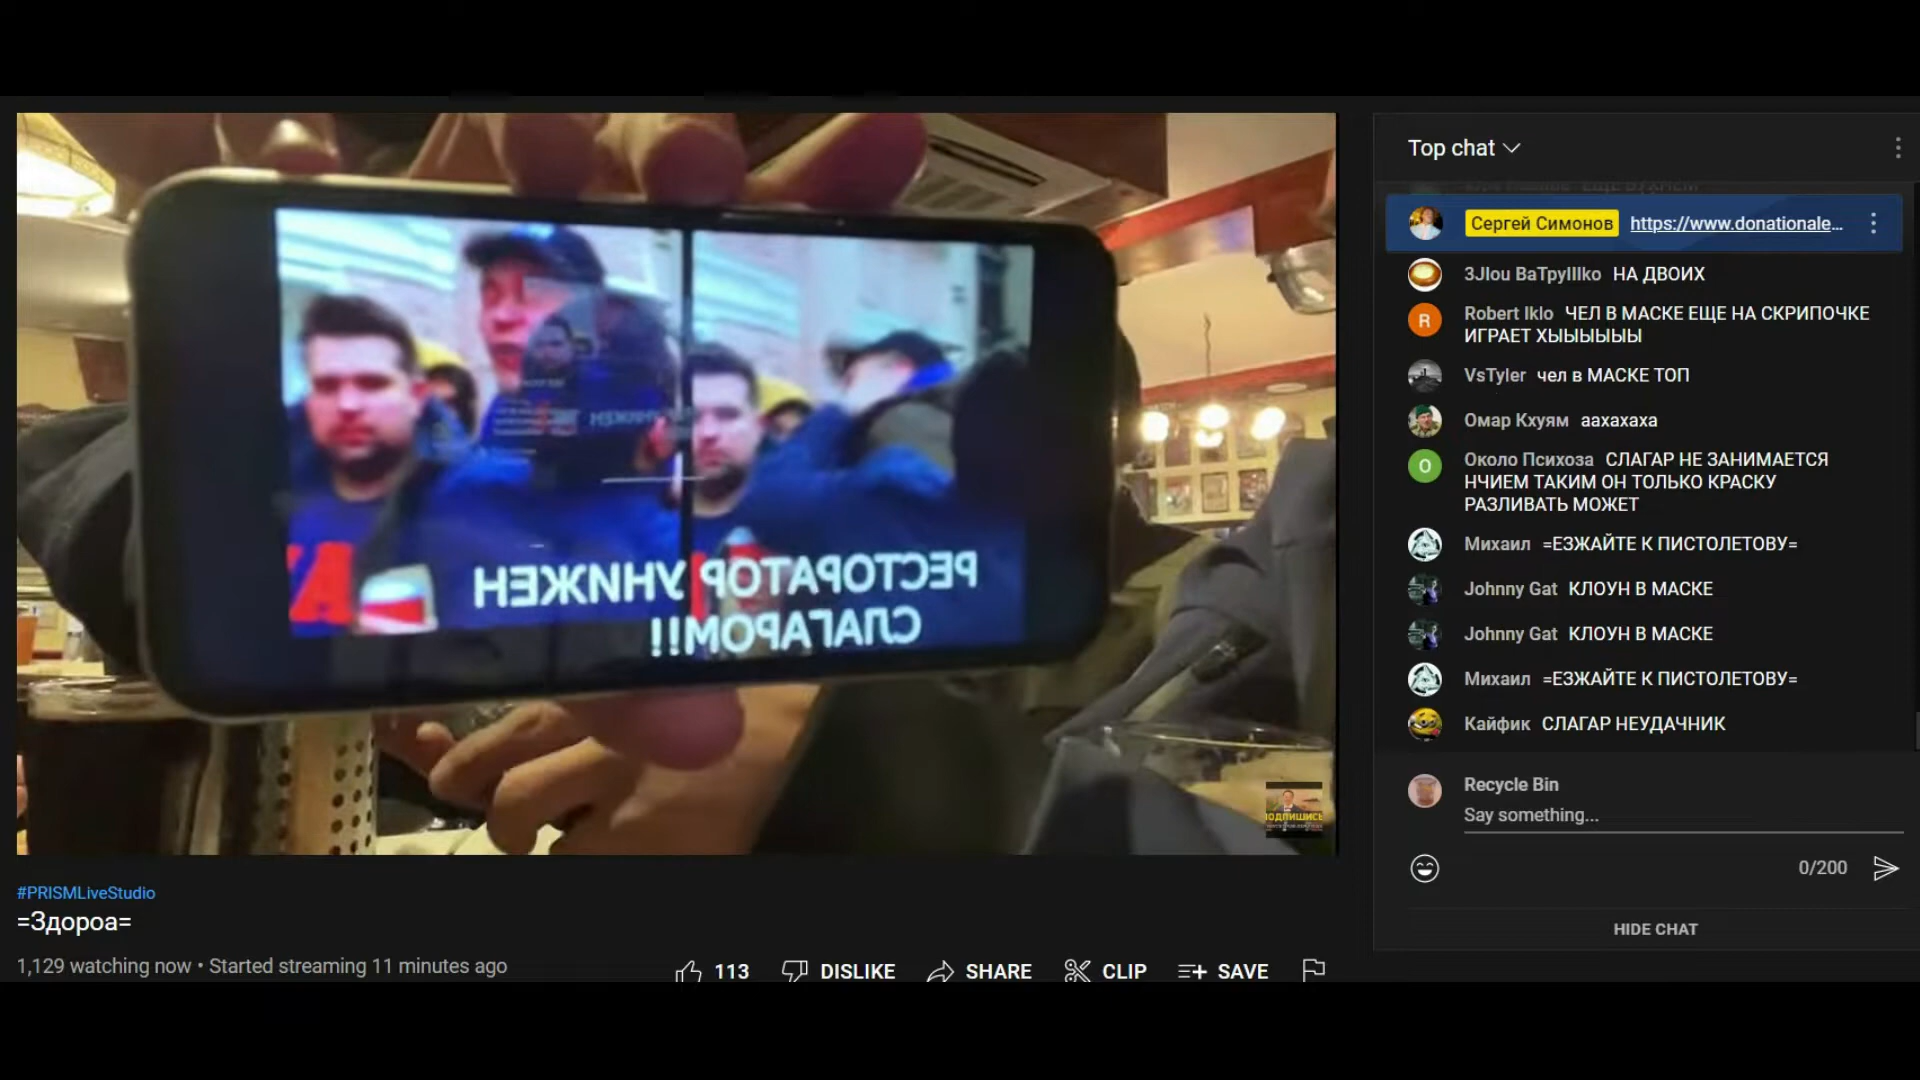 РЕСТОРАТОР УНИЖЕН
СЛАГАРОМ!!!
ПОДПИШИСЬ
#PRISMLiveStudio
=Здороа=
1,129 watching now • Started streaming 11 minutes ago
113
DISLIKE
SHARE
CLIP
SAVE
Top chat
Сергей Симонов https://www.donationale...
3Jlou BaTpyIIIko НА ДВОИХ
Robert Iklo ЧЕЛ В МАСКЕ ЕЩЕ НА СКРИПОЧКЕ
ИГРАЕТ ХЫЫЫЫЫЫ
VsTyler чел в МАСКЕ ТОП
Омар Кхуям аахахаха
Около Психоза СЛАГАР НЕ ЗАНИМАЕТСЯ
НЧИЕМ ТАКИМ ОН ТОЛЬКО КРАСКУ
РАЗЛИВАТЬ МОЖЕТ
Михаил =ЕЗЖАЙТЕ К ПИСТОЛЕТОВУ=
Johnny Gat КЛОУН В МАСКЕ
Johnny Gat КЛОУН В МАСКЕ
Михаил =ЕЗЖАЙТЕ К ПИСТОЛЕТОВУ=
Кайфик СЛАГАР НЕУДАЧНИК
Recycle Bin
Say something...
0/200
HIDE CHAT